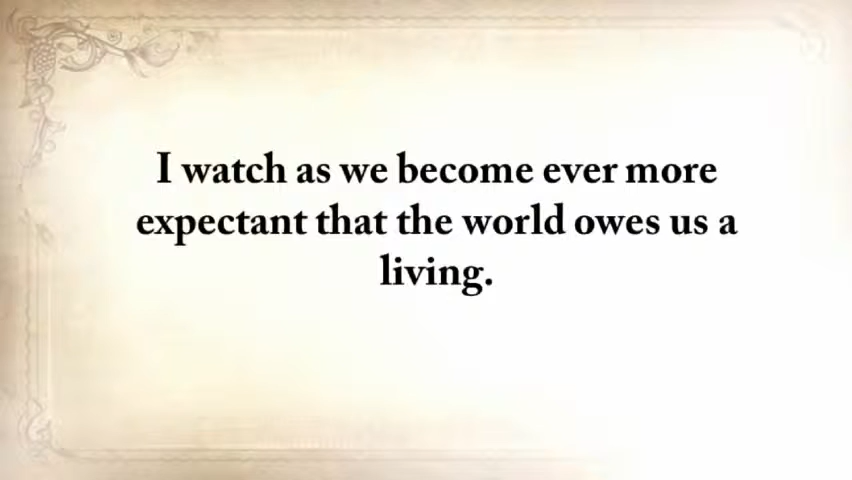 I watch as we become ever more
expectant that the world owes us a
living.